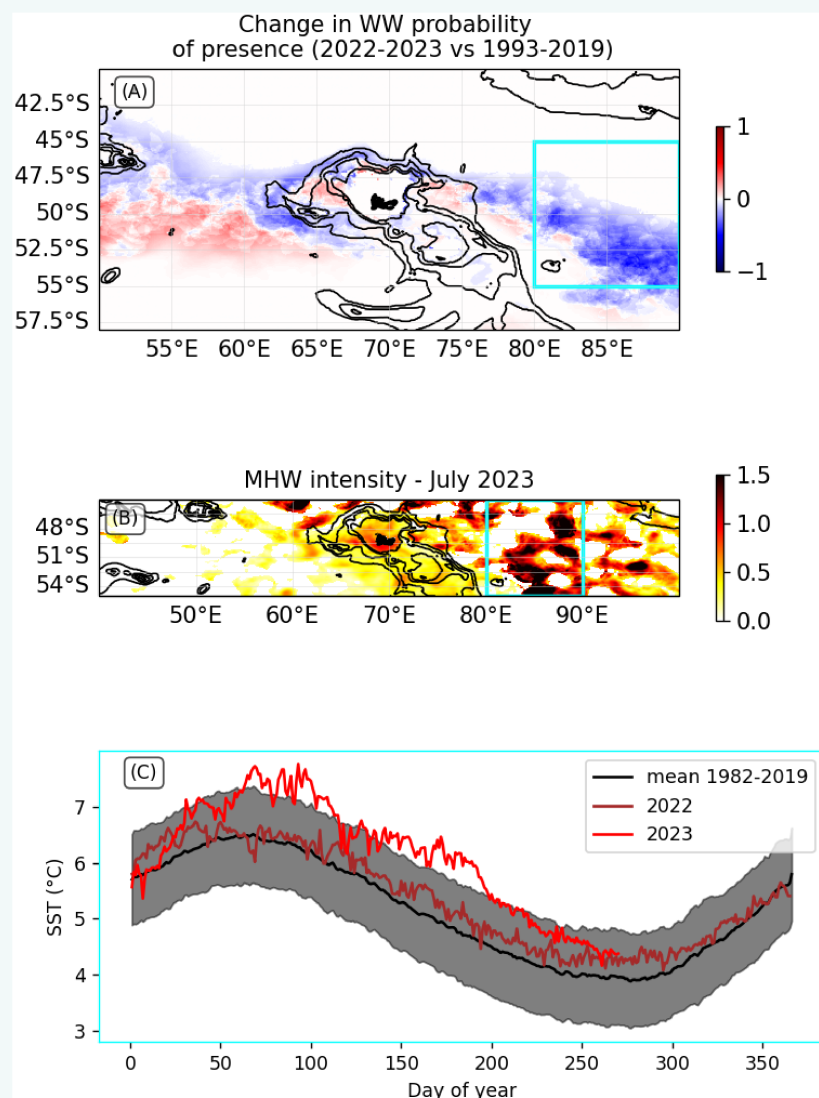 Change in WW probability
of presence (2022-2023 vs 1993-2019)
(A)
42.5°S
45°S
47.5°S
50°S
52.5°S
55°S
57.5°S
55°E 60°E 65°E 70°E 75°E 80°E 85°E
1
0
−1
MHW intensity - July 2023
(B)
48°S
51°S
54°S
50°E 60°E 70°E 80°E 90°E
1.5
1.0
0.5
0.0
(C)
mean 1982-2019
2022
2023
SST (°C)
7
6
5
4
3
0 50 100 150 200 250 300 350
Day of year